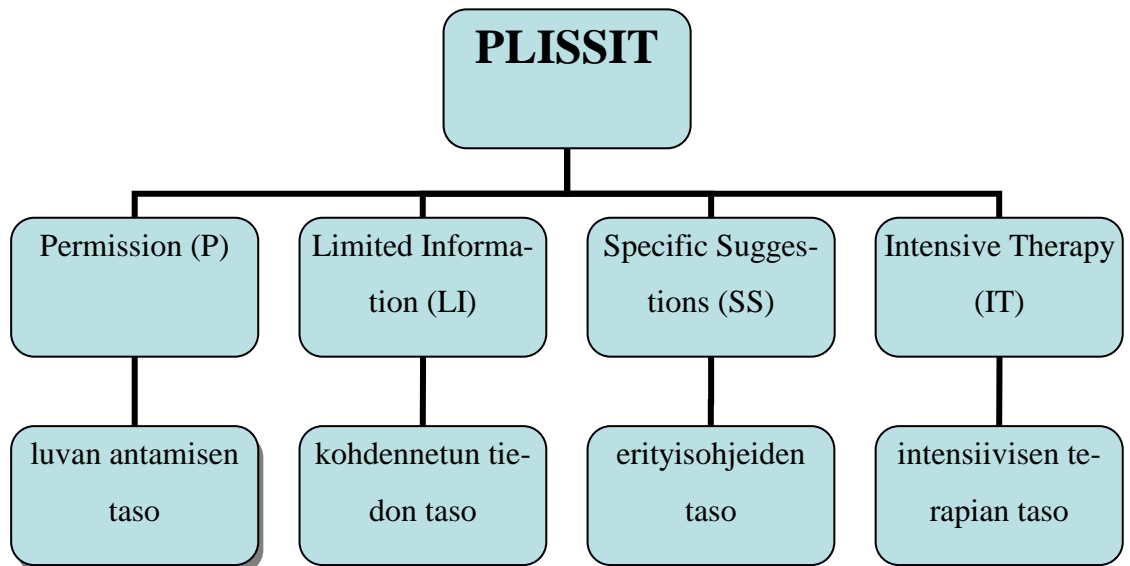 PLISSIT
Permission (P)
Limited Informa-
tion (LI)
Specific Sugges-
tions (SS)
Intensive Therapy
(IT)
luvan antamisen
taso
kohdennetun tie-
don taso
erityisohjeiden
taso
intensiivisen te-
rapian taso